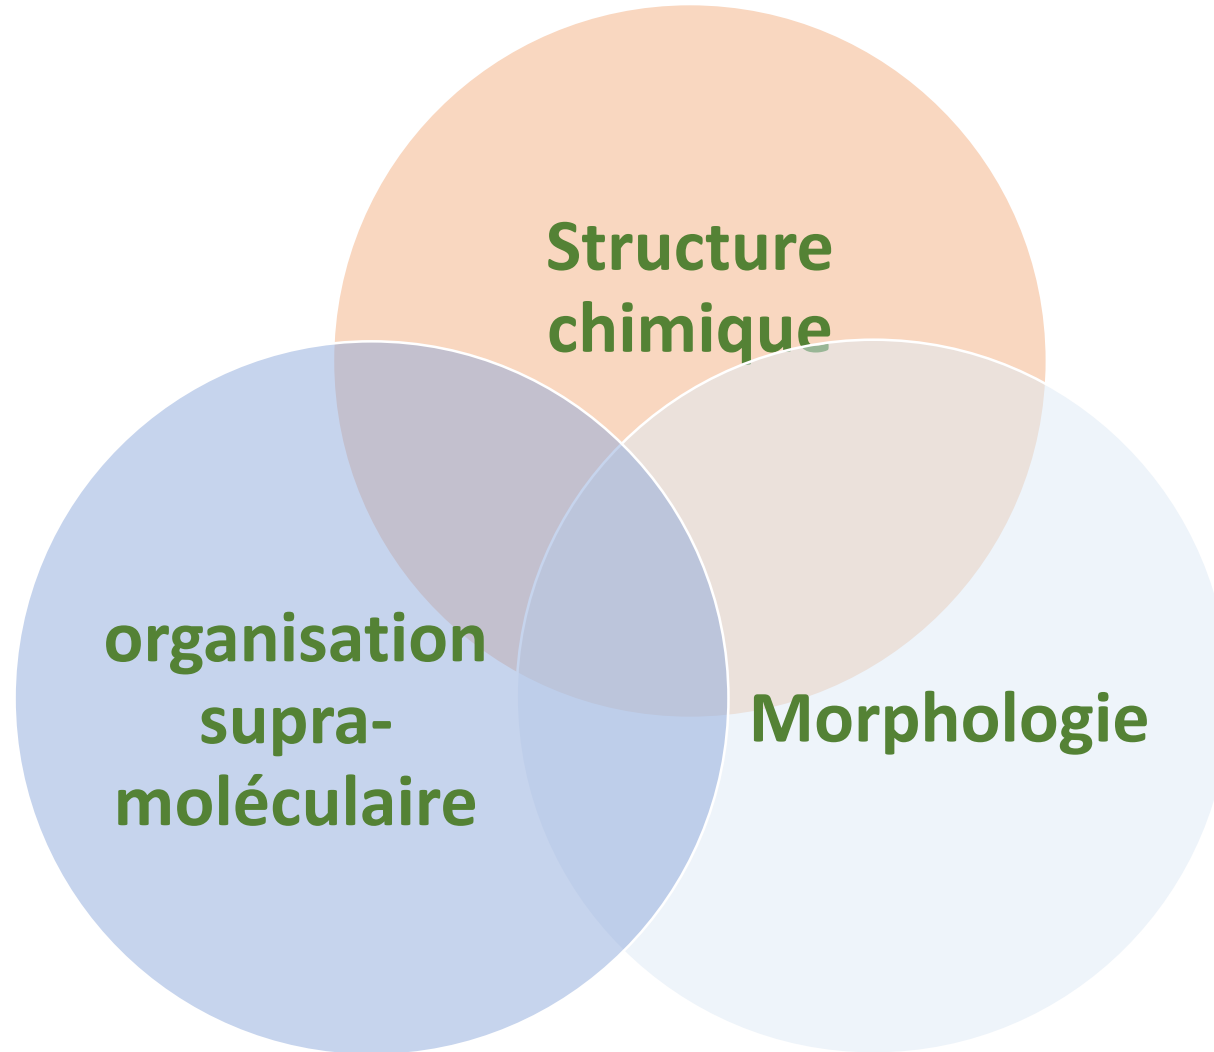 Structure
chimique
organisation
supra-
moléculaire
Morphologie